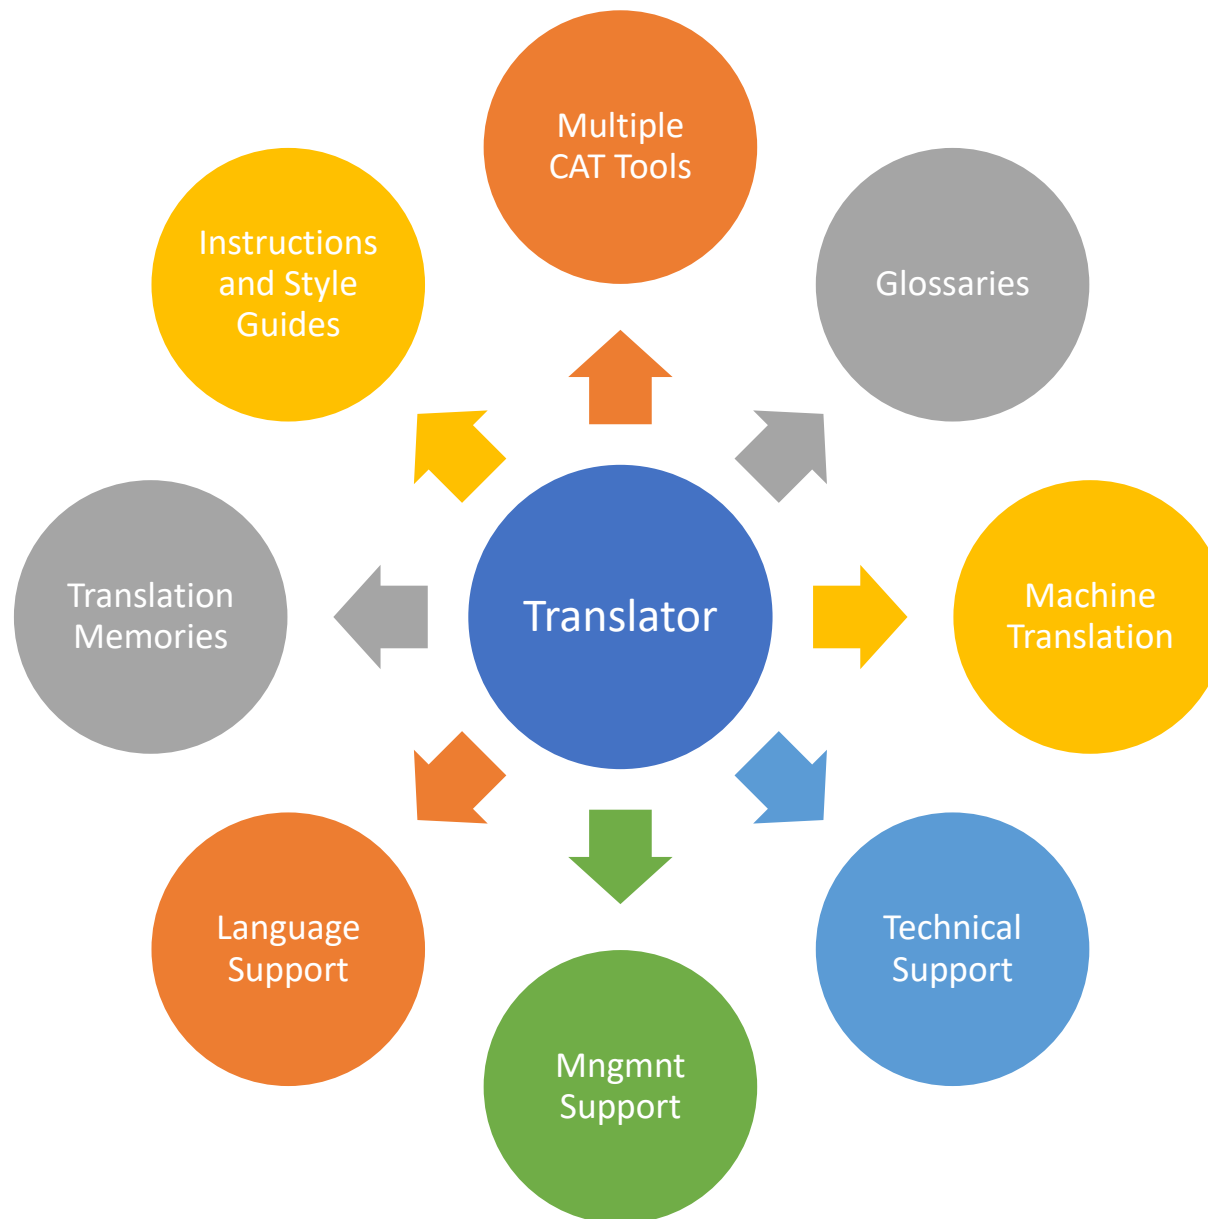 Multiple
CAT Tools
Instructions
and Style
Guides
Glossaries
Translation
Memories
Translator
Machine
Translation
Language
Support
Technical
Support
Mngmnt
Support